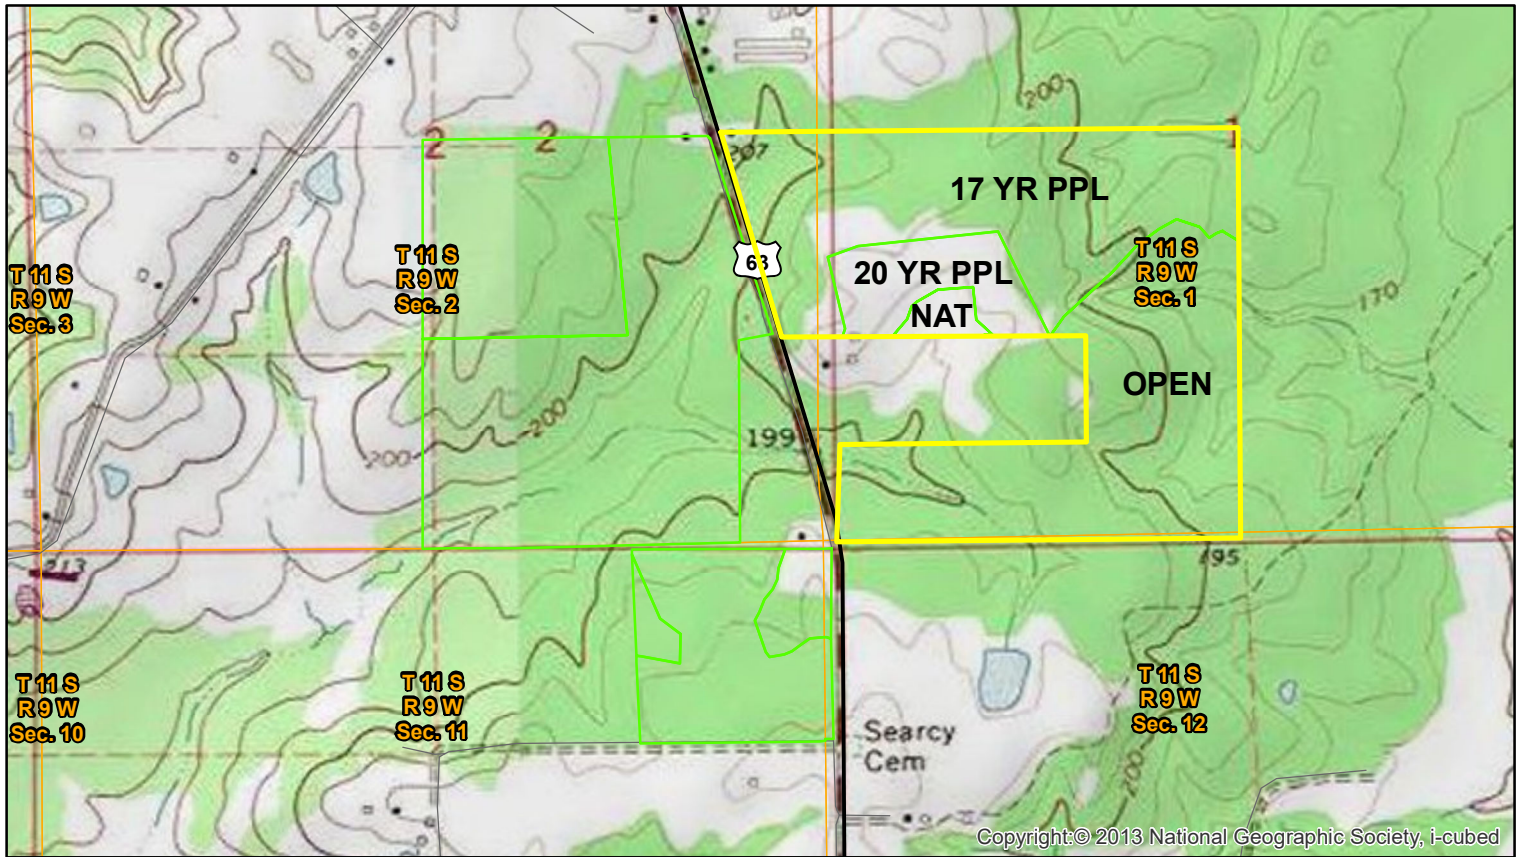 200
2
2
207
1
17 YR PPL
T 11 S
R 9 W
Sec. 3
T 11 S
R 9 W
Sec. 2
63
20 YR PPL
NAT
T 11 S
R 9 W
Sec. 1
170
OPEN
200
200
199
213
195
T 11 S
R 9 W
Sec. 10
T 11 S
R 9 W
Sec. 11
T 11 S
R 9 W
Sec. 12
Searcy
Cem
200
Copyright:© 2013 National Geographic Society, i-cubed